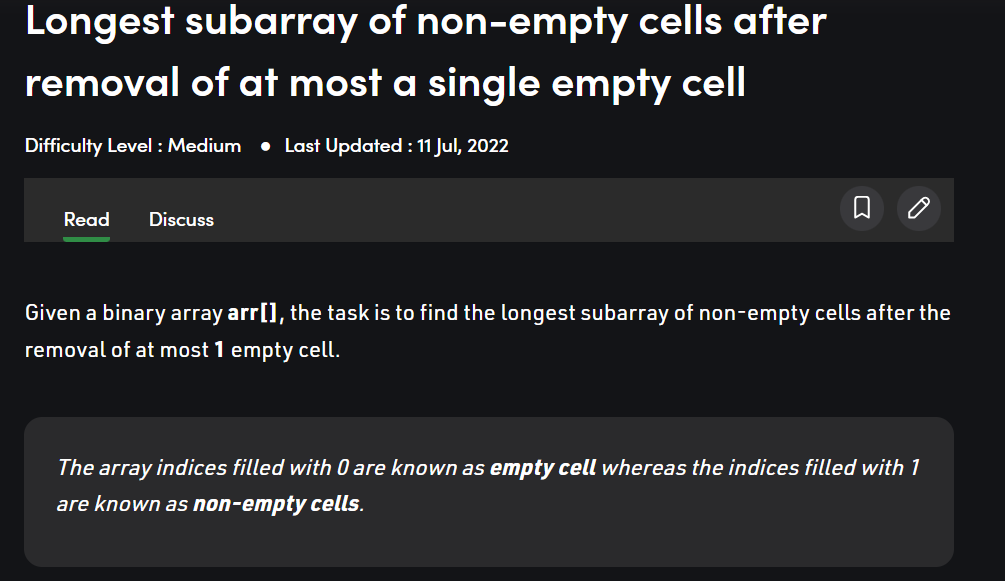 Longest subarray of non-empty cells after
removal of at most a single empty cell
Difficulty Level : Medium ● Last Updated : 11 Jul, 2022
Read Discuss
Given a binary array arr[], the task is to find the longest subarray of non-empty cells after the
removal of at most 1 empty cell.
The array indices filled with 0 are known as empty cell whereas the indices filled with 1
are known as non-empty cells.